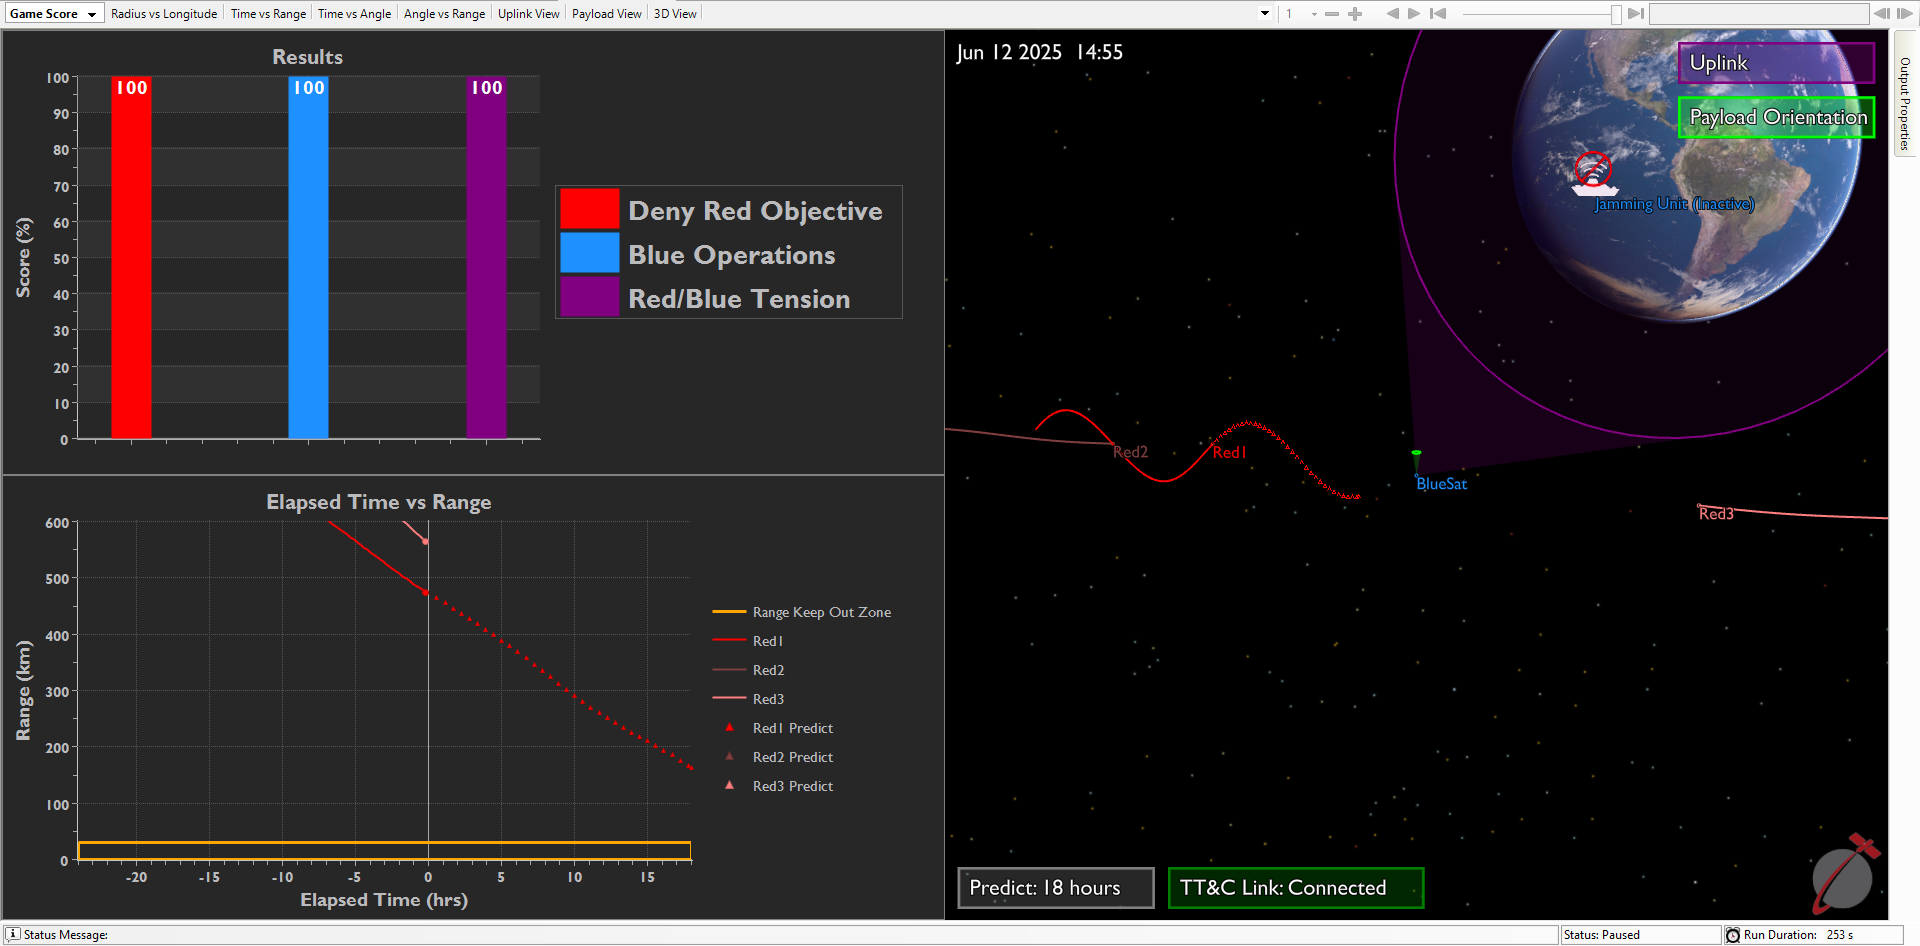 Game Score
Radius vs Longitude
Time vs Range
Time vs Angle
Angle vs Range
Uplink View
Payload View
3D View
1
Results
Score (%)
100
90
80
70
60
50
40
30
20
10
0
100
100
100
Deny Red Objective
Blue Operations
Red/Blue Tension
Elapsed Time vs Range
Range (km)
600
500
400
300
200
100
0
-20
-15
-10
-5
0
5
10
15
Elapsed Time (hrs)
Range Keep Out Zone
Red1
Red2
Red3
Red1 Predict
Red2 Predict
Red3 Predict
Jun 12 2025 14:55
Uplink
Payload Orientation
Jamming Unit (Inactive)
Red2
Red1
BlueSat
Red3
Predict: 18 hours
TT&C Link: Connected
Output Properties
Status Message:
Status: Paused
Run Duration: 253 s